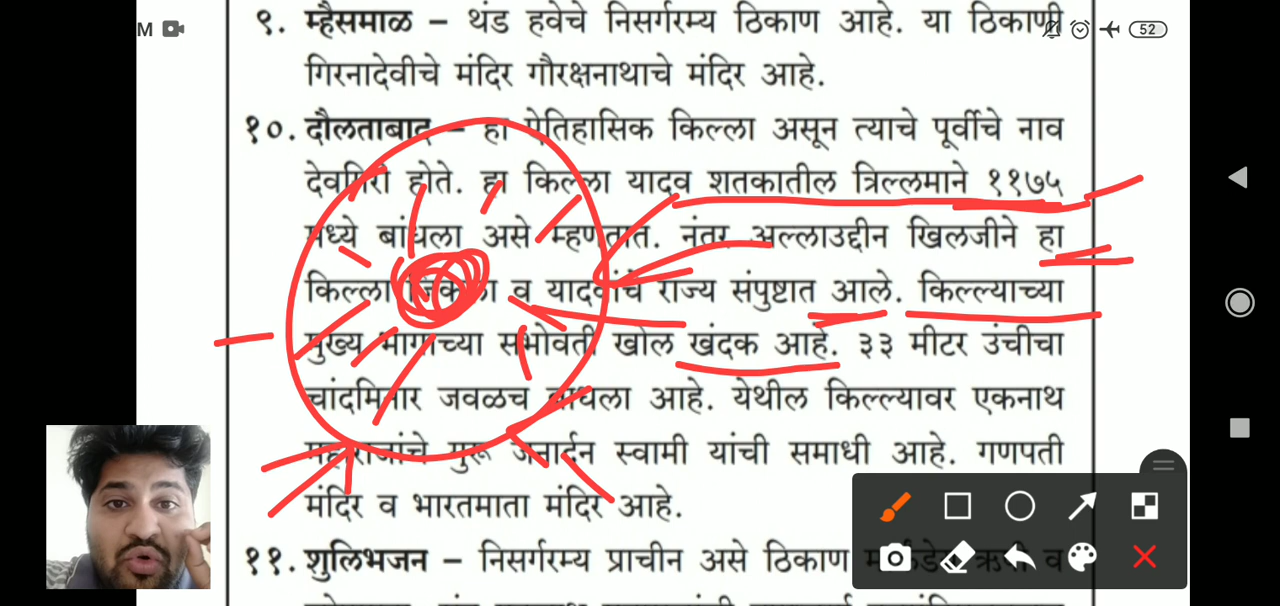 M
52
९. म्हैसमाळ – थंड हवेचे निसर्गरम्य ठिकाण आहे. या ठिकाणी
गिरनादेवीचे मंदिर गौरक्षनाथाचे मंदिर आहे.
१०. दौलताबाद – हा ऐतिहासिक किल्ला असून त्याचे पूर्वीचे नाव
देवगिरी होते. हा किल्ला यादव शतकातील त्रिल्लमाने ११७५
मध्ये बांधला असे म्हणतात. नंतर अल्लाउद्दीन खिलजीने हा
किल्ला जिंकला व यादवांचे राज्य संपुष्टात आले. किल्ल्याच्या
मुख्य भागाच्या सभोवती खोल खंदक आहे. ३३ मीटर उंचीचा
चांदमिनार जवळच बांधला आहे. येथील किल्ल्यावर एकनाथ
महाराजांचे गुरू जनार्दन स्वामी यांची समाधी आहे. गणपती
मंदिर व भारतमाता मंदिर आहे.
११. शुलिभजन – निसर्गरम्य प्राचीन असे ठिकाण ऋषी व